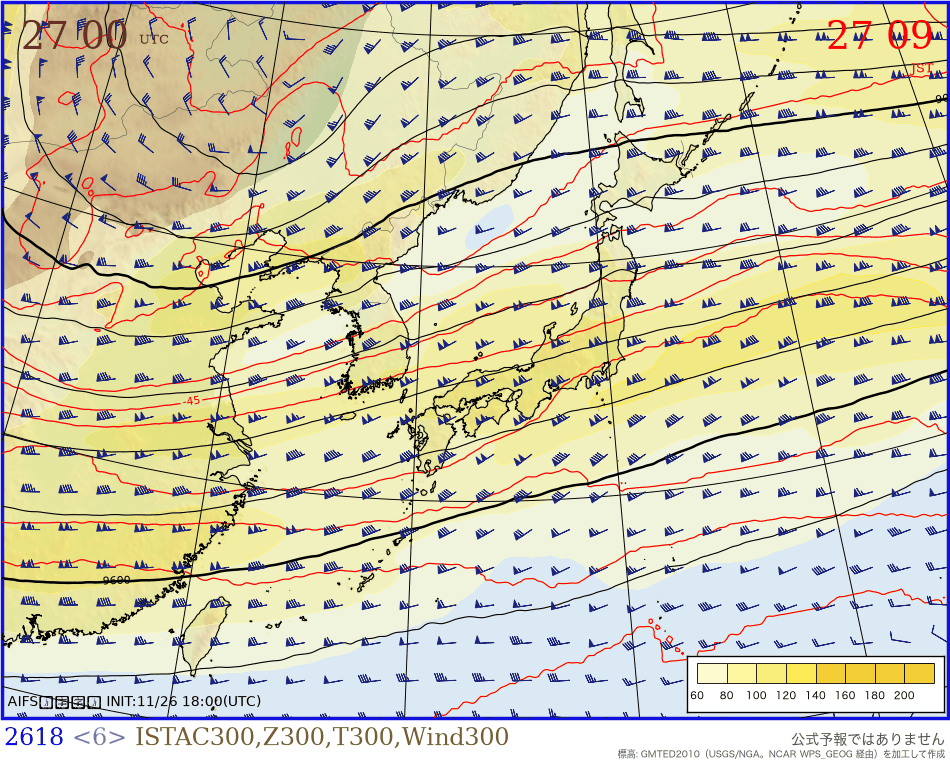 27 00 UTC
27 09
JST
90
-45
9600
60 80 100 120 140 160 180 200
AIFS INIT:11/26 18:00(UTC)
2618 <6> ISTAC300,Z300,T300,Wind300
公式予報ではありません
標高: GMTED2010（USGS/NGA。NCAR WPS_GEOG 経由）を加工して作成